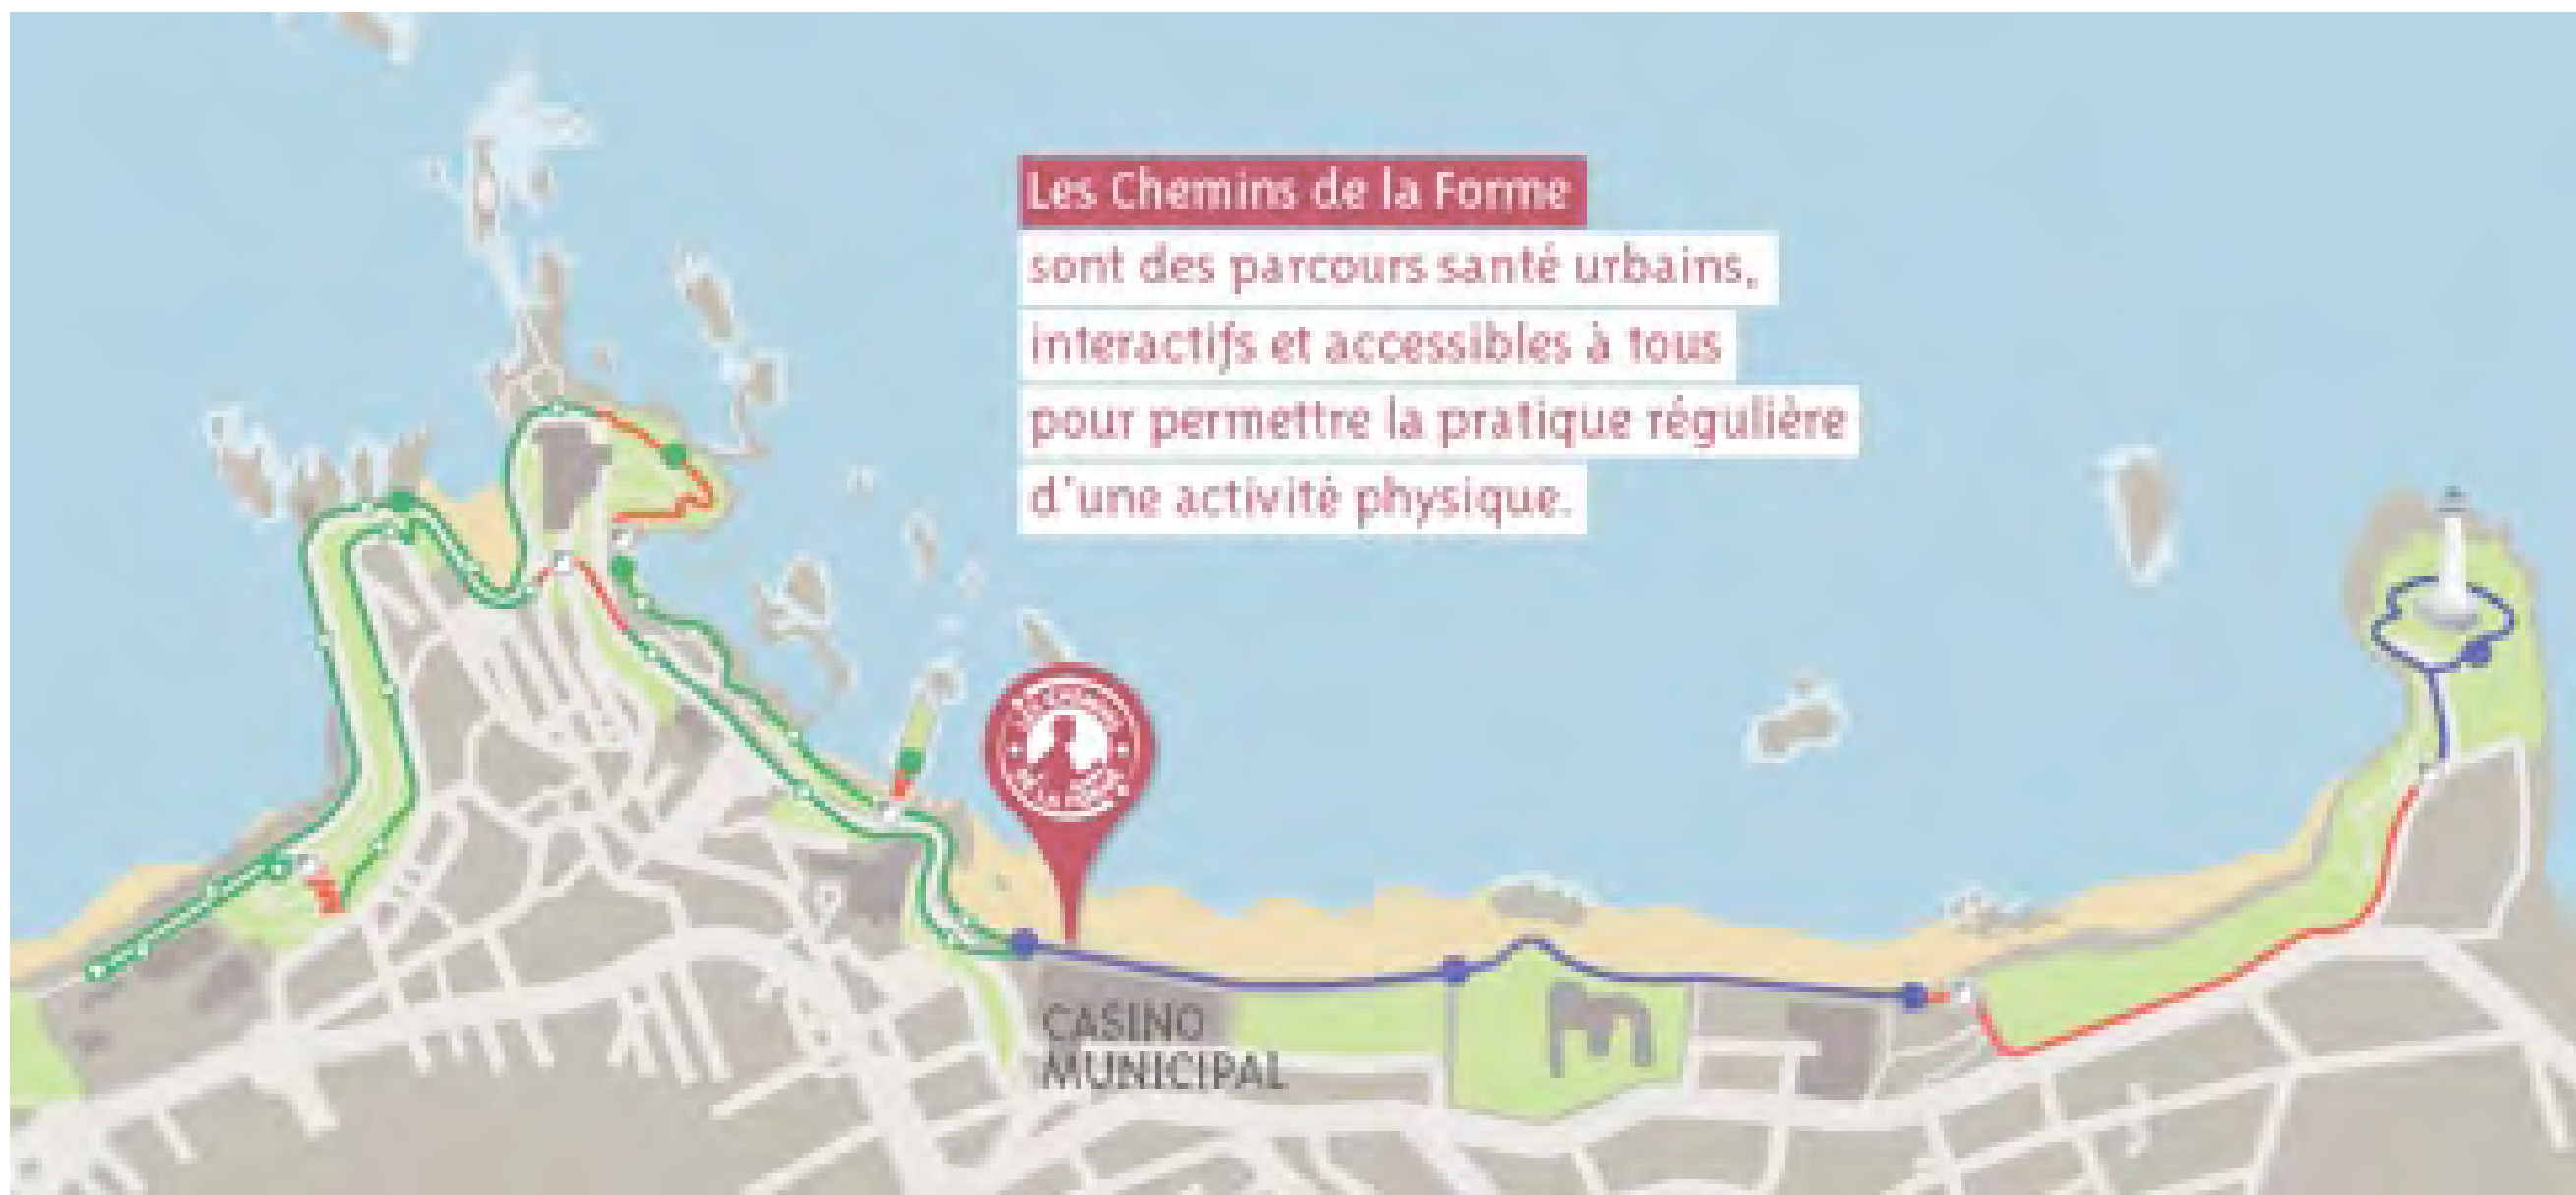 Les Chemins de la Forme
sont des parcours santé urbains,
interactifs et accessibles à tous
pour permettre la pratique régulière
d'une activité physique.
CASINO
MUNICIPAL